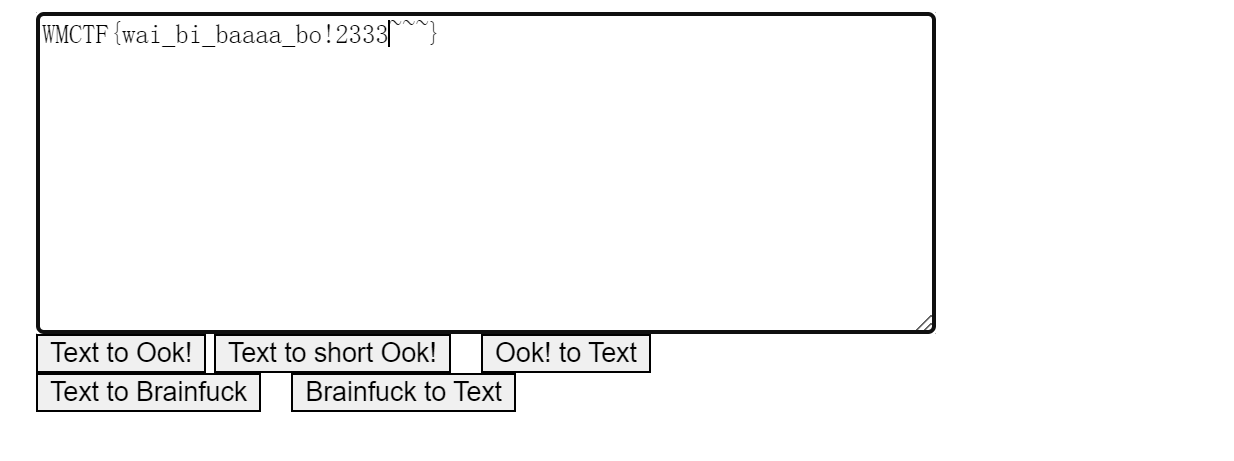 WMCTF{wai_bi_baaaa_bo!2333~~~}
Text to Ook! Text to short Ook! Ook! to Text
Text to Brainfuck Brainfuck to Text